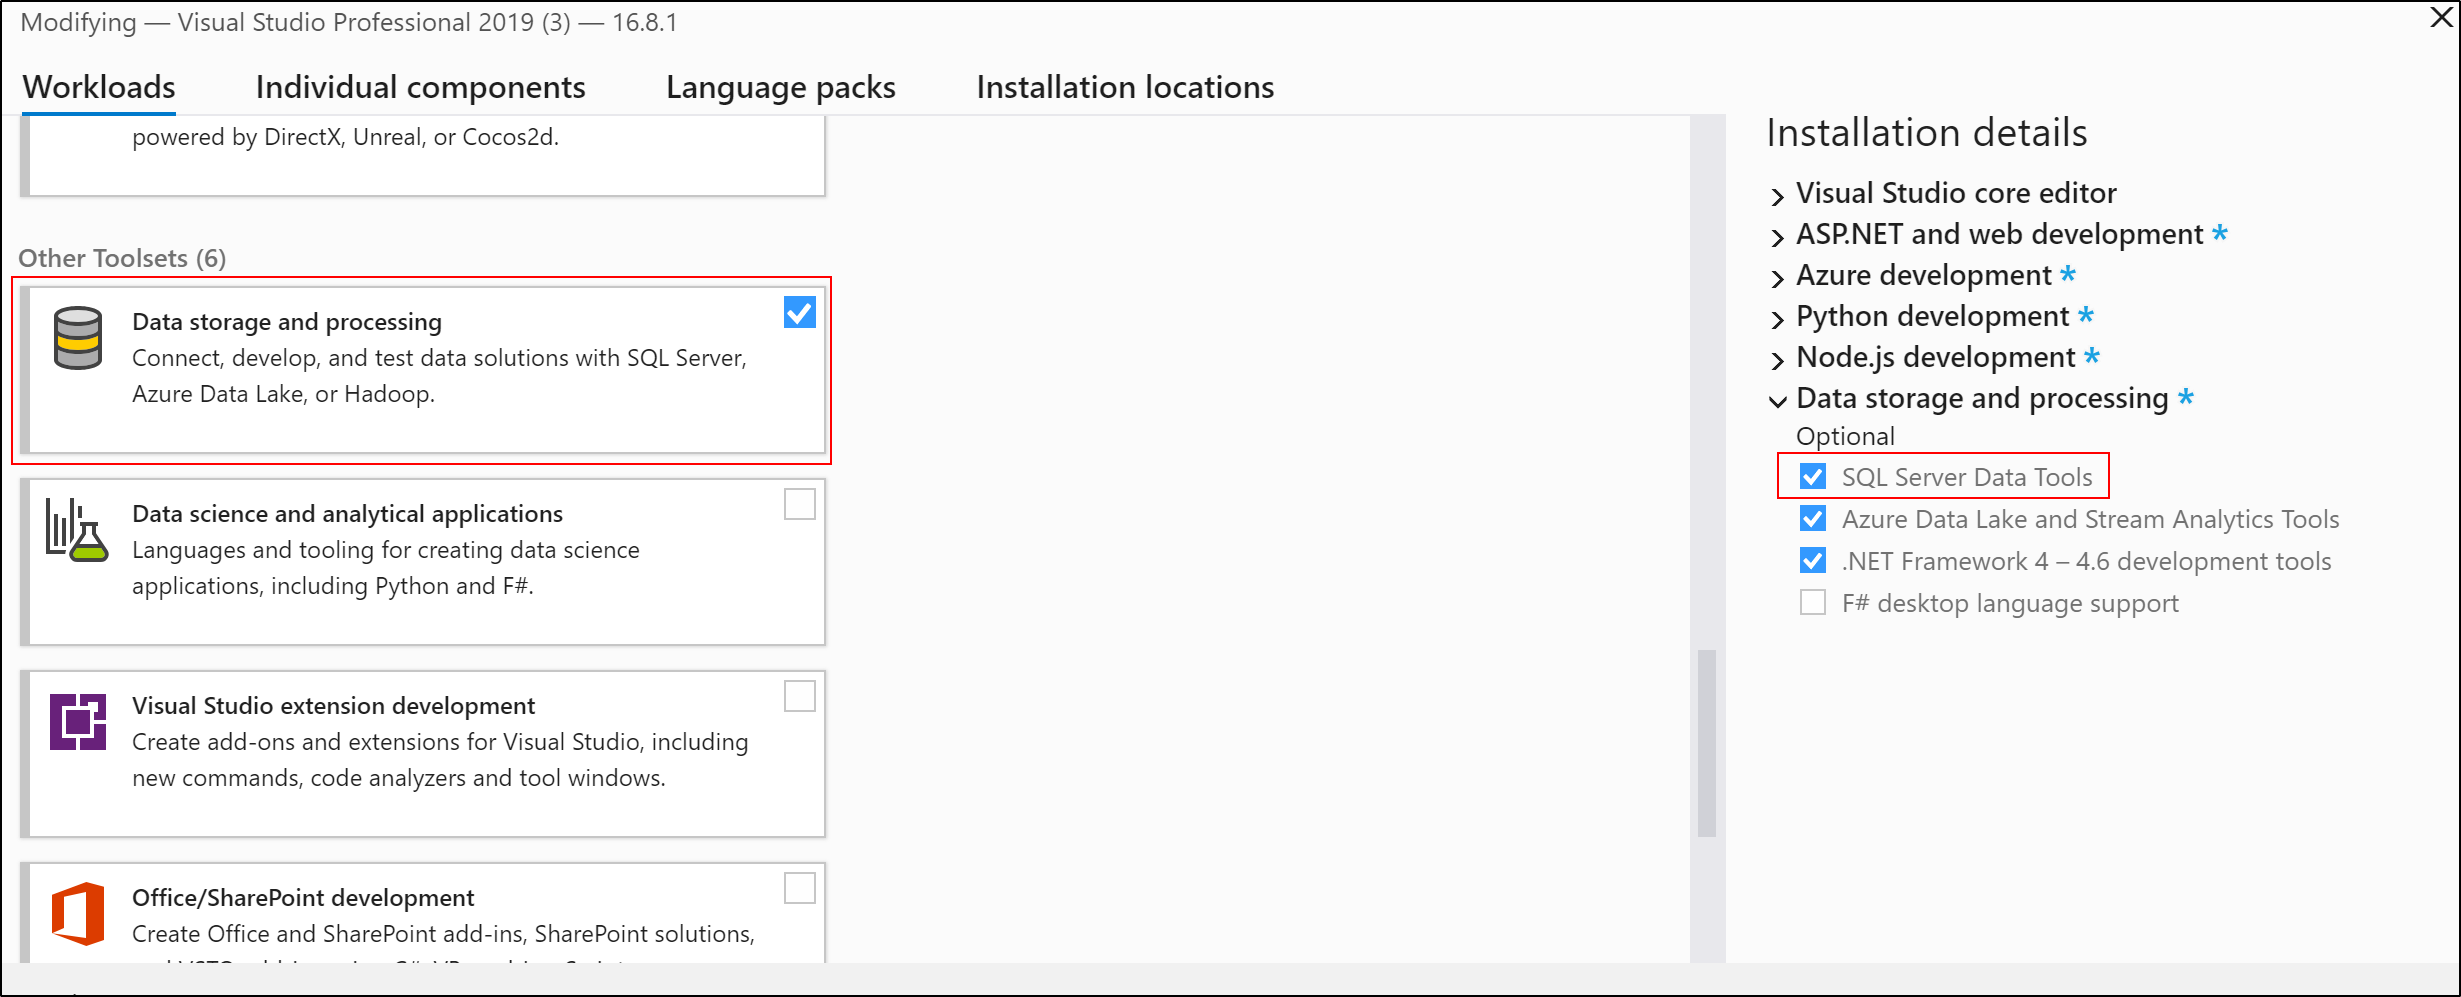 Modifying — Visual Studio Professional 2019 (3) — 16.8.1
Workloads
Individual components
Language packs
Installation locations
powered by DirectX, Unreal, or Cocos2d.
Other Toolsets (6)
Data storage and processing
Connect, develop, and test data solutions with SQL Server,
Azure Data Lake, or Hadoop.
Data science and analytical applications
Languages and tooling for creating data science
applications, including Python and F#.
Visual Studio extension development
Create add-ons and extensions for Visual Studio, including
new commands, code analyzers and tool windows.
Office/SharePoint development
Create Office and SharePoint add-ins, SharePoint solutions,
Installation details
Visual Studio core editor
ASP.NET and web development *
Azure development *
Python development *
Node.js development *
Data storage and processing *
Optional
SQL Server Data Tools
Azure Data Lake and Stream Analytics Tools
.NET Framework 4 – 4.6 development tools
F# desktop language support